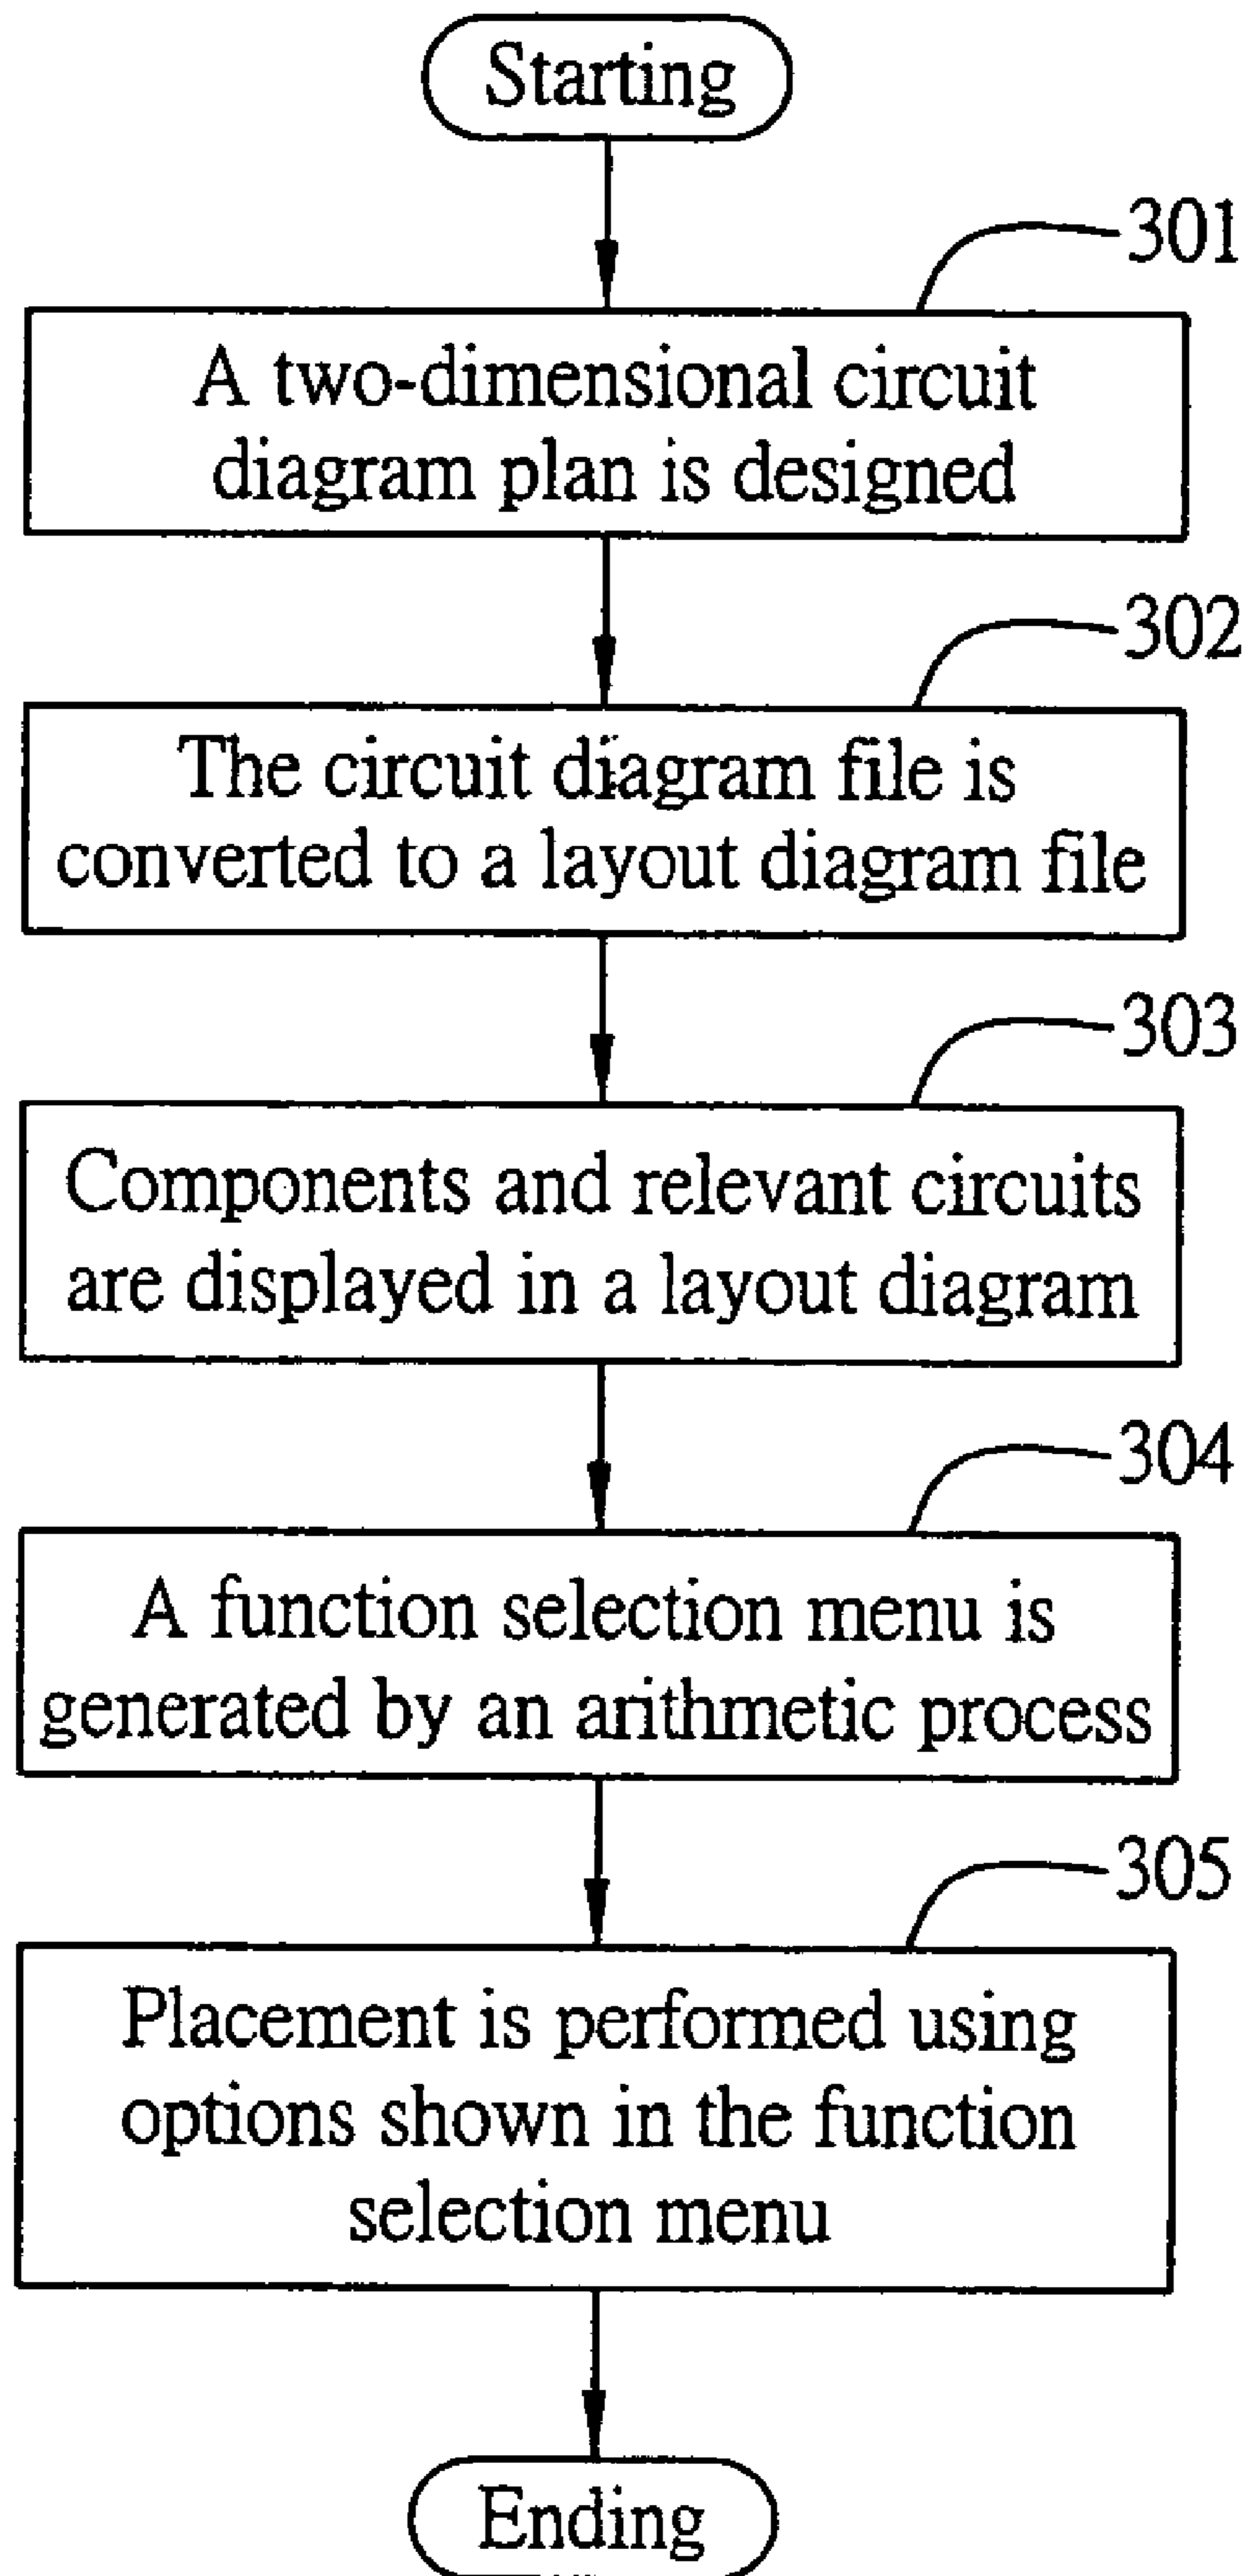 Starting
301
A two-dimensional circuit
diagram plan is designed
302
The circuit diagram file is
converted to a layout diagram file
303
Components and relevant circuits
are displayed in a layout diagram
304
A function selection menu is
generated by an arithmetic process
305
Placement is performed using
options shown in the function
selection menu
Ending